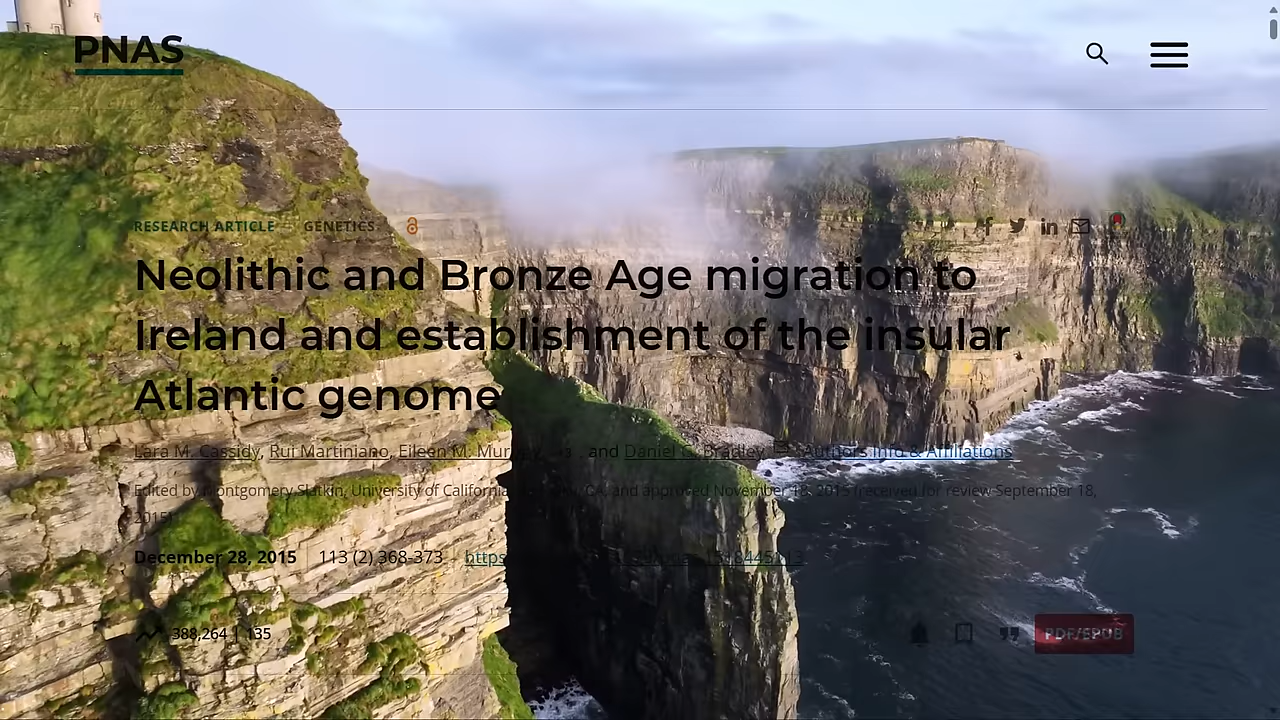 PNAS
RESEARCH ARTICLE GENETICS
Neolithic and Bronze Age migration to
Ireland and establishment of the insular
Atlantic genome
Lara M. Cassidy, Rui Martiniano, Eileen M. and Daniel G. Bradley Authors Info & Affiliations
Edited by Montgomery Slatkin, University of California, CA, and approved November 18, 2015 (received for review September 18,
2015)
December 28, 2015 113 (2) 368-373 https
388,264 | 135
PDF/EPUB